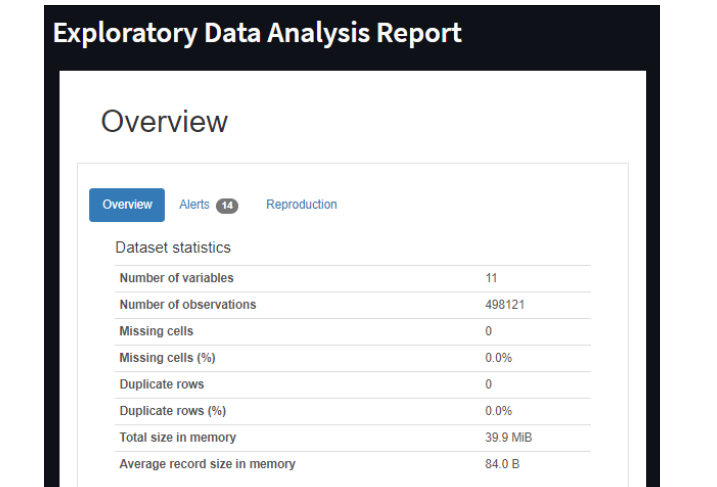 Exploratory Data Analysis Report
Overview
Overview Alerts 14 Reproduction
Dataset statistics
Number of variables 11
Number of observations 498121
Missing cells 0
Missing cells (%) 0.0%
Duplicate rows 0
Duplicate rows (%) 0.0%
Total size in memory 39.9 MiB
Average record size in memory 84.0 B